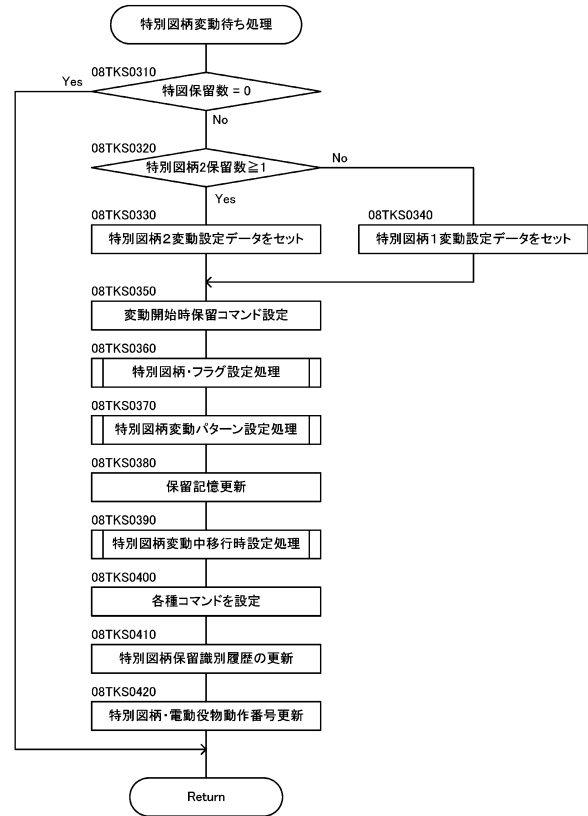 特別図柄変動待ち処理
08TKS0310
Yes
特図保留数 = 0
No
08TKS0320
特別図柄2保留数≧1
No
Yes
08TKS0330
特別図柄2変動設定データをセット
08TKS0340
特別図柄1変動設定データをセット
08TKS0350
変動開始時保留コマンド設定
08TKS0360
特別図柄・フラグ設定処理
08TKS0370
特別図柄変動パターン設定処理
08TKS0380
保留記憶更新
08TKS0390
特別図柄変動中移行時設定処理
08TKS0400
各種コマンドを設定
08TKS0410
特別図柄保留識別履歴の更新
08TKS0420
特別図柄・電動役物動作番号更新
Return